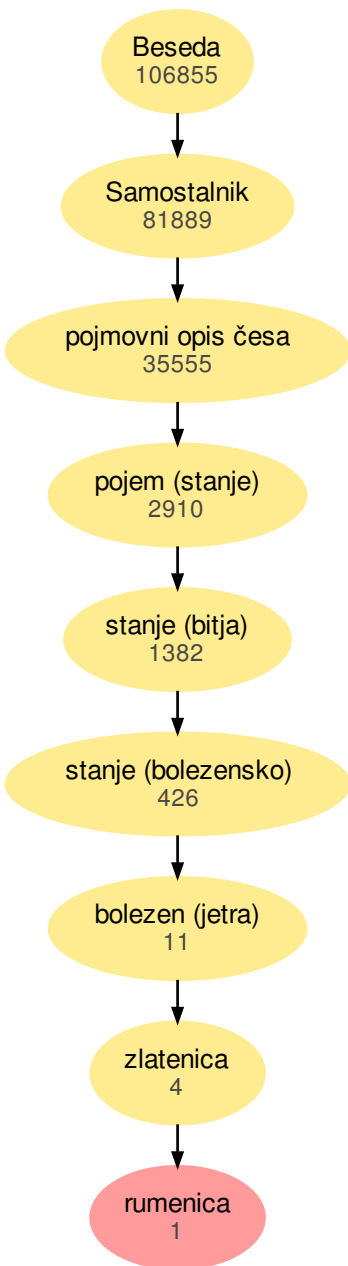 Beseda
106855
Samostalnik
81889
pojmovni opis česa
35555
pojem (stanje)
2910
stanje (bitja)
1382
stanje (bolezensko)
426
bolezen (jetra)
11
zlatenica
4
rumenica
1